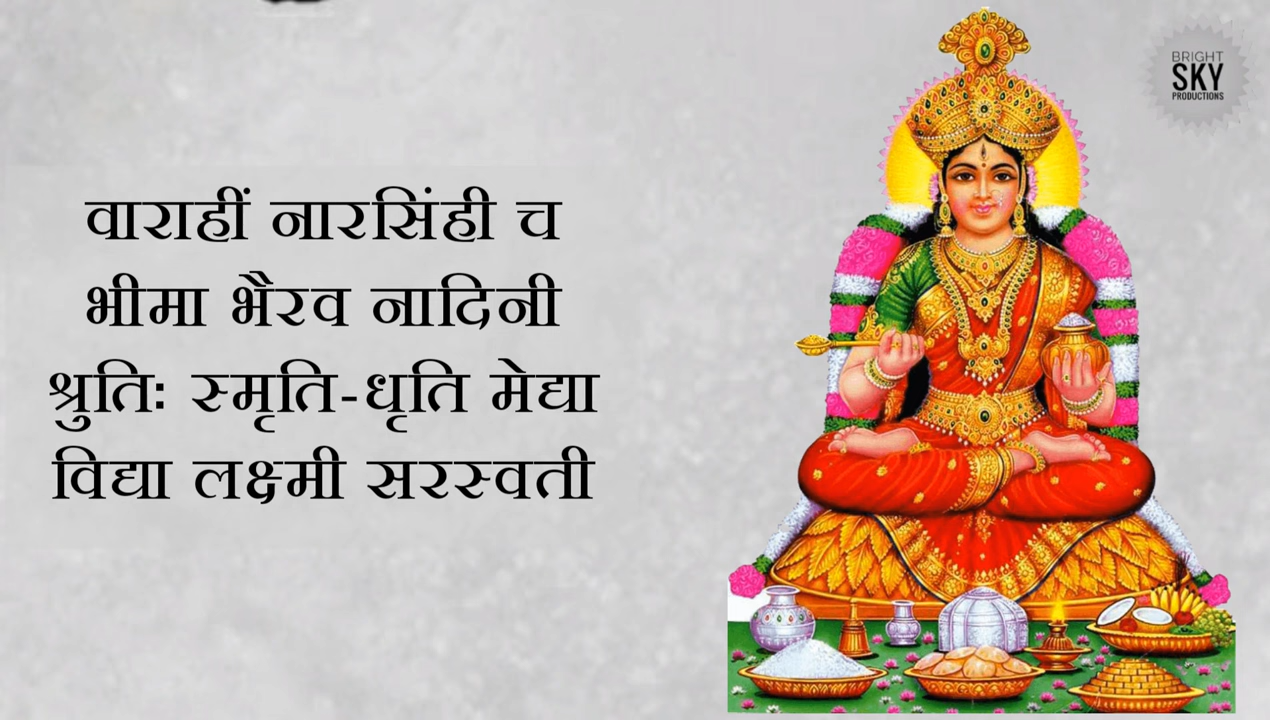 वाराहीं नारसिंही च
भीमा भैरव नादिनी
श्रुतिः स्मृति-धृति मेद्या
विद्या लक्ष्मी सरस्वती
BRIGHT
SKY
PRODUCTIONS